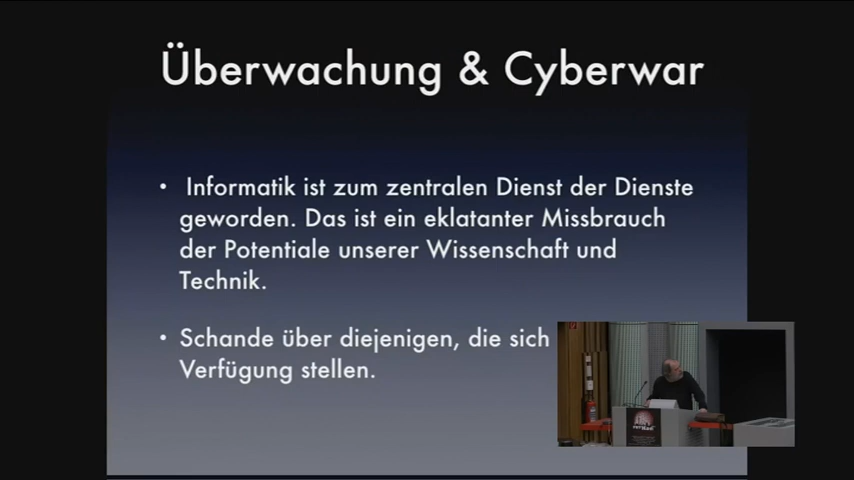 Überwachung & Cyberwar
• Informatik ist zum zentralen Dienst der Dienste
geworden. Das ist ein eklatanter Missbrauch
der Potentiale unserer Wissenschaft und
Technik.
• Schande über diejenigen, die sich
Verfügung stellen.